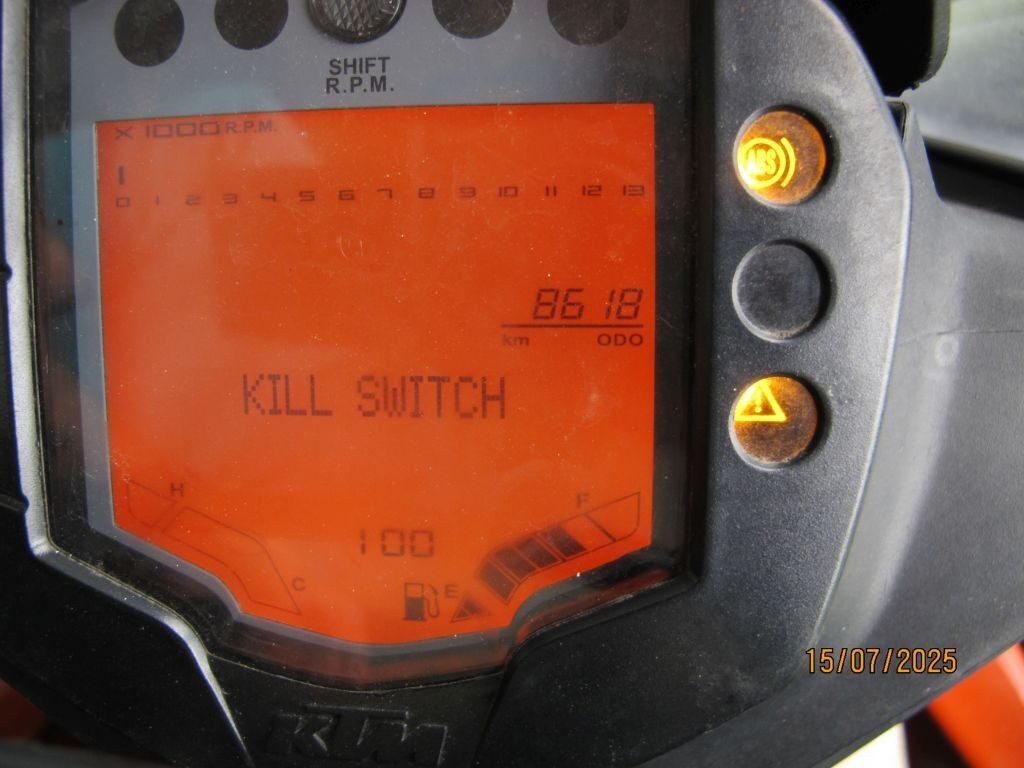 SHIFT
R.P.M.
X 1000 R.P.M.
0 1 2 3 4 5 6 7 8 9 10 11 12 13
ABS
8618
km ODO
KILL SWITCH
H
F
100
C
E
15/07/2025
KTM